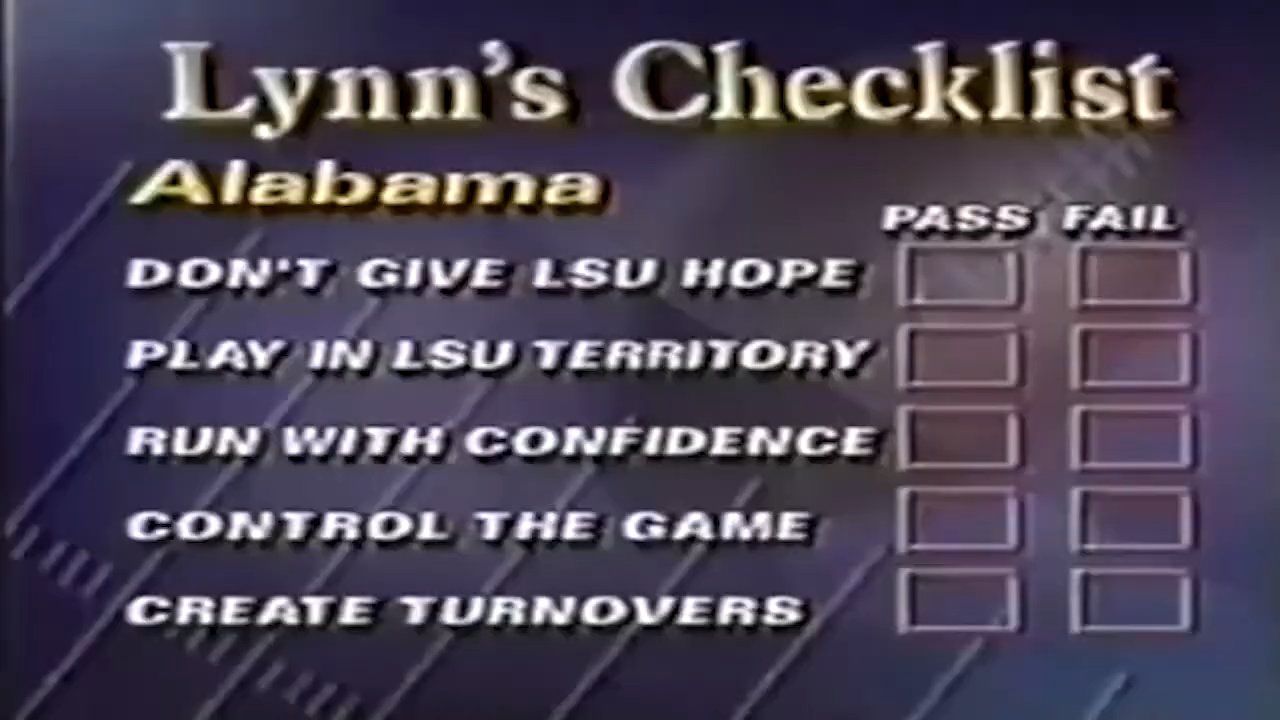 Lynn's Checklist
Alabama
PASS FAIL
DON'T GIVE LSU HOPE
PLAY IN LSU TERRITORY
RUN WITH CONFIDENCE
CONTROL THE GAME
CREATE TURNOVERS